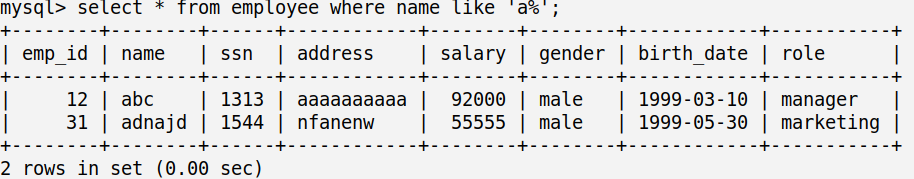 mysql> select * from employee where name like 'a%';
+--------+--------+------+------------+--------+--------+------------+-----------+
| emp_id | name   | ssn  | address    | salary | gender | birth_date | role      |
+--------+--------+------+------------+--------+--------+------------+-----------+
|     12 | abc    | 1313 | aaaaaaaaaa |  92000 | male   | 1999-03-10 | manager   |
|     31 | adnajd | 1544 | nfanenw    |  55555 | male   | 1999-05-30 | marketing |
+--------+--------+------+------------+--------+--------+------------+-----------+
2 rows in set (0.00 sec)